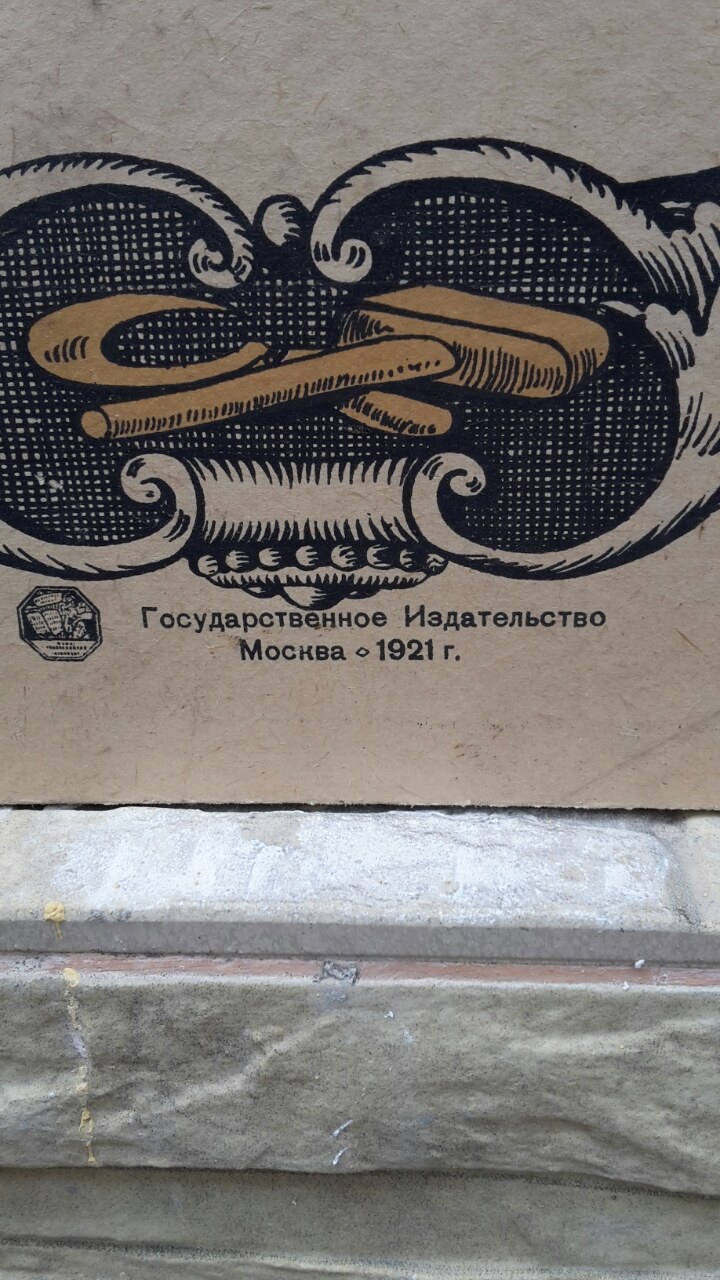 Государственное Издательство
Москва ⋄ 1921 г.